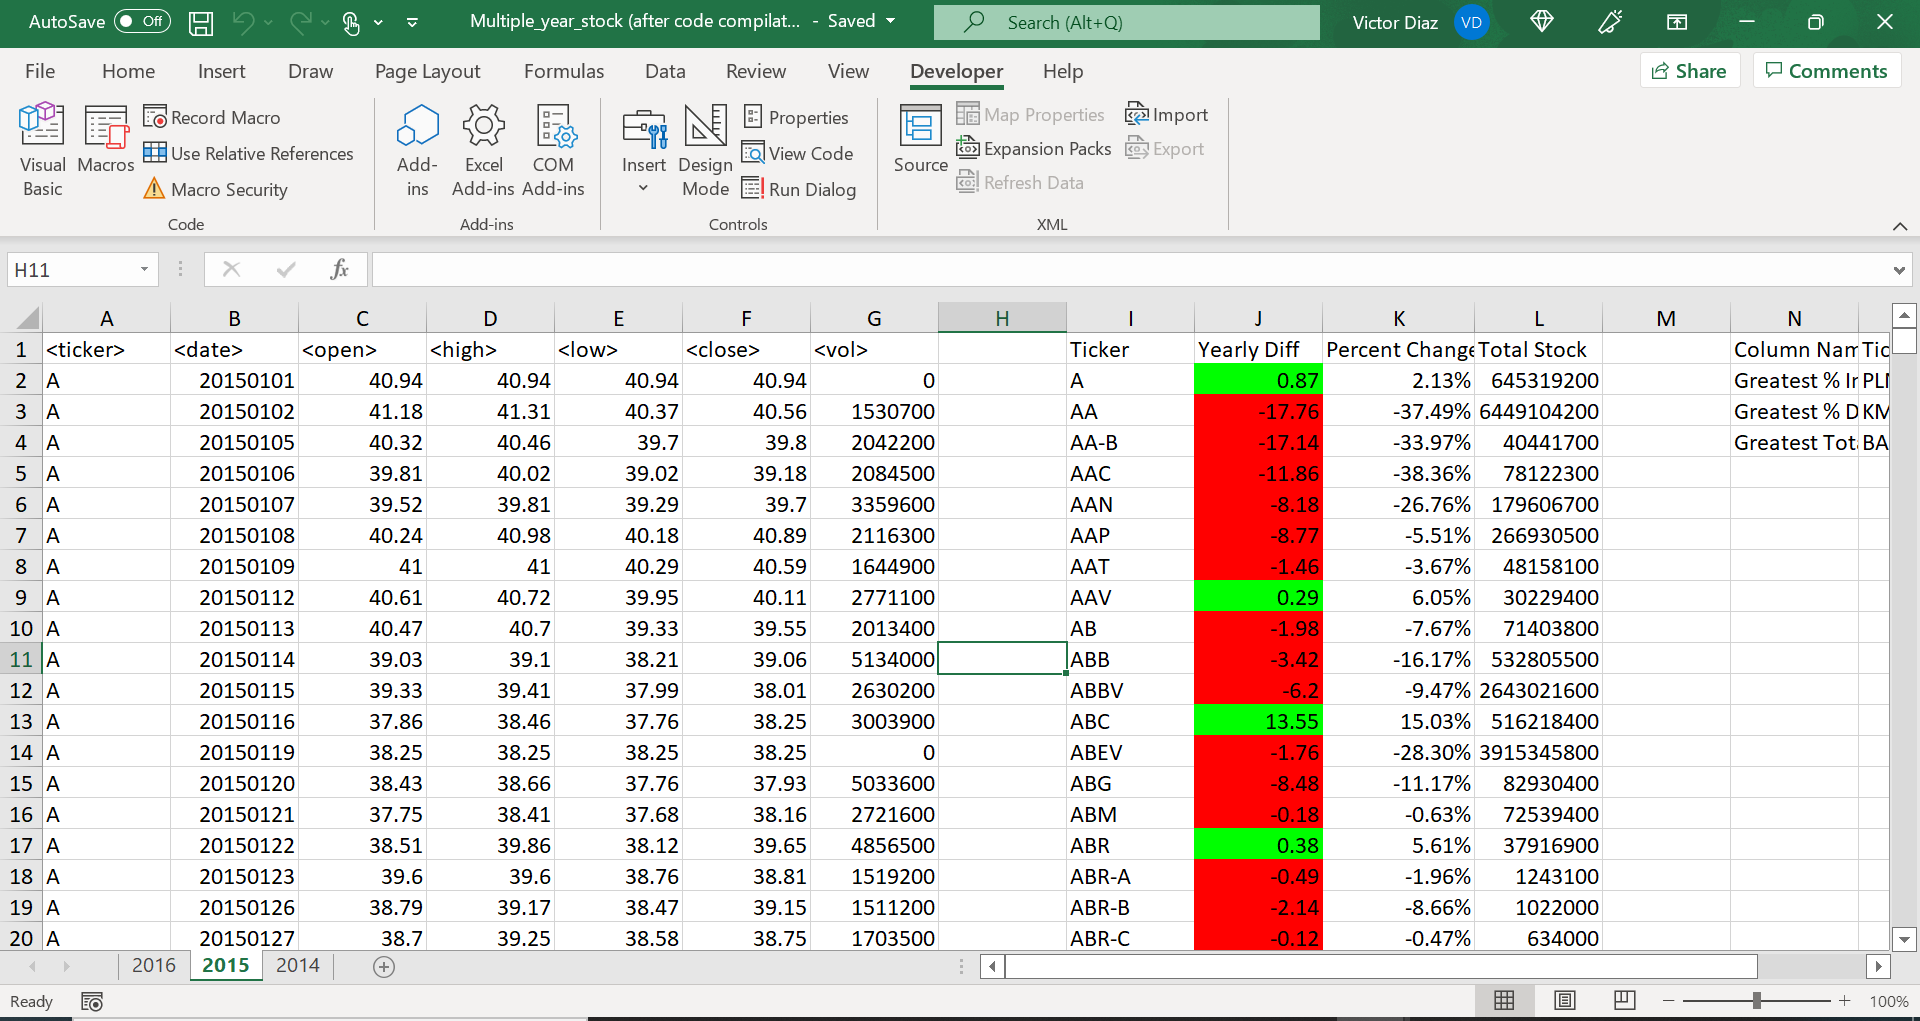 AutoSave Off Multiple_year_stock (after code compilat... - Saved Search (Alt+Q) Victor Diaz VD
File Home Insert Draw Page Layout Formulas Data Review View Developer Help Share Comments
Visual Basic
Macros
Record Macro
Use Relative References
Macro Security
Code
Add-ins
Excel Add-ins
COM Add-ins
Add-ins
Insert
Design Mode
Properties
View Code
Run Dialog
Controls
Source
Map Properties
Expansion Packs
Refresh Data
Import
Export
XML
H11 fx
A B C D E F G H I J K L M N
1 <ticker> <date> <open> <high> <low> <close> <vol> Ticker Yearly Diff Percent Change Total Stock Column Nam Tic
2 A 20150101 40.94 40.94 40.94 40.94 0 A 0.87 2.13% 645319200 Greatest % In PLN
3 A 20150102 41.18 41.31 40.37 40.56 1530700 AA -17.76 -37.49% 6449104200 Greatest % D KM
4 A 20150105 40.32 40.46 39.7 39.8 2042200 AA-B -17.14 -33.97% 40441700 Greatest Tot BA
5 A 20150106 39.81 40.02 39.02 39.18 2084500 AAC -11.86 -38.36% 78122300
6 A 20150107 39.52 39.81 39.29 39.7 3359600 AAN -8.18 -26.76% 179606700
7 A 20150108 40.24 40.98 40.18 40.89 2116300 AAP -8.77 -5.51% 266930500
8 A 20150109 41 41 40.29 40.59 1644900 AAT -1.46 -3.67% 48158100
9 A 20150112 40.61 40.72 39.95 40.11 2771100 AAV 0.29 6.05% 30229400
10 A 20150113 40.47 40.7 39.33 39.55 2013400 AB -1.98 -7.67% 71403800
11 A 20150114 39.03 39.1 38.21 39.06 5134000 ABB -3.42 -16.17% 532805500
12 A 20150115 39.33 39.41 37.99 38.01 2630200 ABBV -6.2 -9.47% 2643021600
13 A 20150116 37.86 38.46 37.76 38.25 3003900 ABC 13.55 15.03% 516218400
14 A 20150119 38.25 38.25 38.25 38.25 0 ABEV -1.76 -28.30% 3915345800
15 A 20150120 38.43 38.66 37.76 37.93 5033600 ABG -8.48 -11.17% 82930400
16 A 20150121 37.75 38.41 37.68 38.16 2721600 ABM -0.18 -0.63% 72539400
17 A 20150122 38.51 39.86 38.12 39.65 4856500 ABR 0.38 5.61% 37916900
18 A 20150123 39.6 39.6 38.76 38.81 1519200 ABR-A -0.49 -1.96% 1243100
19 A 20150126 38.79 39.17 38.47 39.15 1511200 ABR-B -2.14 -8.66% 1022000
20 A 20150127 38.7 39.25 38.58 38.75 1703500 ABR-C -0.12 -0.47% 634000
2016 2015 2014
Ready 100%